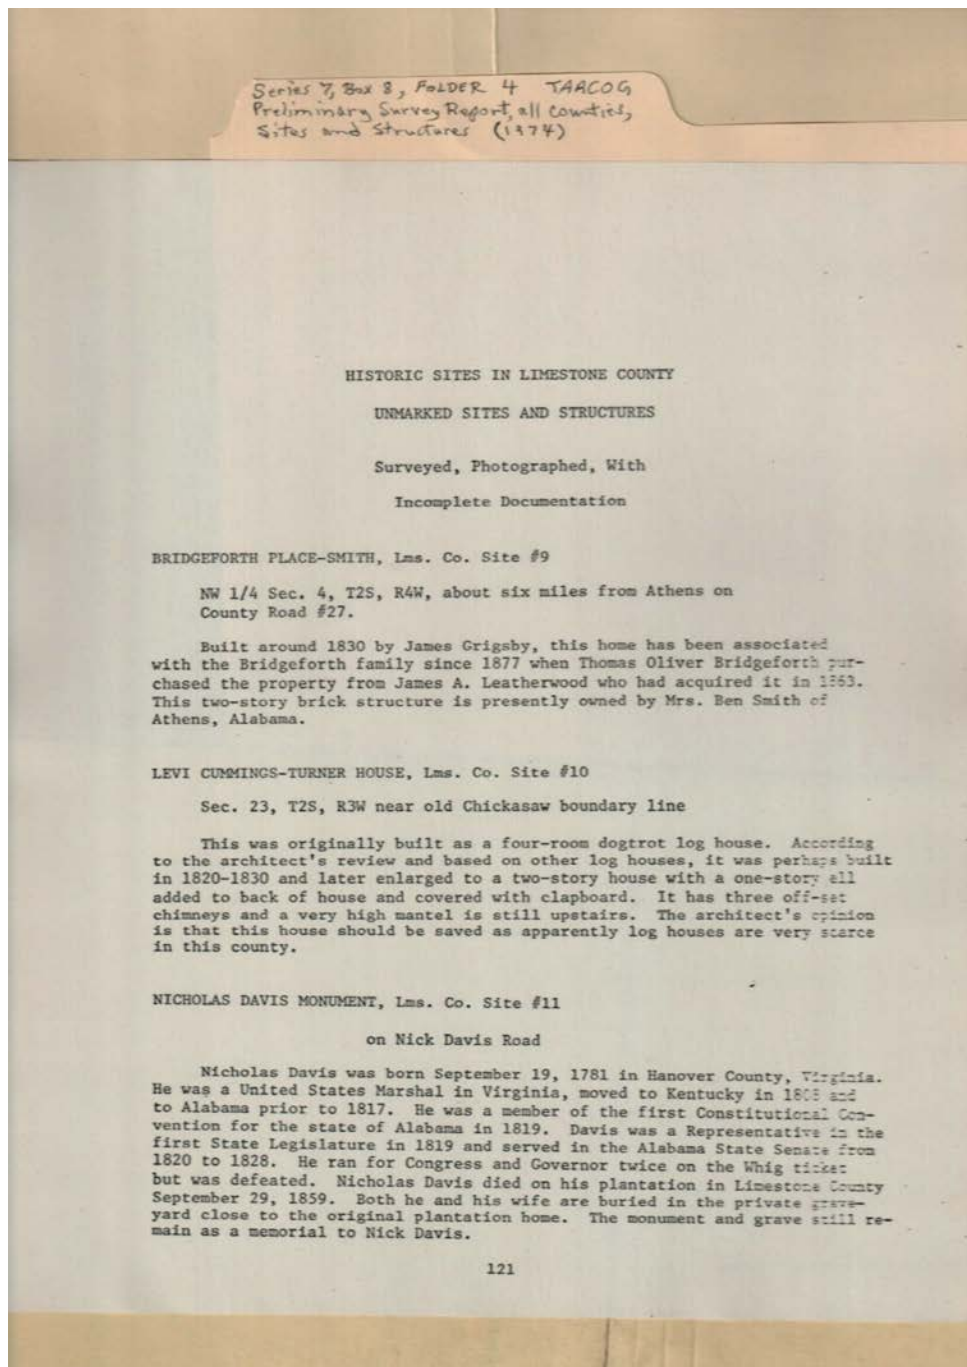 Series 7, Box 8, FOLDER 4 TARCOG
Preliminary Survey Report, all counties,
Sites and Structures (1974)
HISTORIC SITES IN LIMESTONE COUNTY
UNMARKED SITES AND STRUCTURES
Surveyed, Photographed, With
Incomplete Documentation
BRIDGEFORTH PLACE-SMITH, Lms. Co. Site #9
NW 1/4 Sec. 4, T2S, R4W, about six miles from Athens on
County Road #27.
Built around 1830 by James Grigsby, this home has been associated
with the Bridgeforth family since 1877 when Thomas Oliver Bridgeforth pur-
chased the property from James A. Leatherwood who had acquired it in
This two-story brick structure is presently owned by Mrs. Ben Smith of
Athens, Alabama.
LEVI CUMMINGS-TURNER HOUSE, Lms. Co. Site #10
Sec. 23, T2S, R3W near old Chickasaw boundary line
This was originally built as a four-room dogtrot log house. According
to the architect's review and based on other log houses, it was perhaps built
in 1820-1830 and later enlarged to a two-story house with a one-story ell
added to back of house and covered with clapboard. It has three off-set
chimneys and a very high mantel is still upstairs. The architect's opinion
is that this house should be saved as apparently log houses are very scarce
in this county.
NICHOLAS DAVIS MONUMENT, Lms. Co. Site #11
on Nick Davis Road
Nicholas Davis was born September 19, 1781 in Hanover County, Virginia.
He was a United States Marshal in Virginia, moved to Kentucky in and
to Alabama prior to 1817. He was a member of the first Constitutional Con-
vention for the state of Alabama in 1819. Davis was a Representative in the
first State Legislature in 1819 and served in the Alabama State Senate from
1820 to 1828. He ran for Congress and Governor twice on the Whig ticket
but was defeated. Nicholas Davis died on his plantation in Limestone County
September 29, 1859. Both he and his wife are buried in the private grave-
yard close to the original plantation home. The monument and grave still re-
main as a memorial to Nick Davis.
121